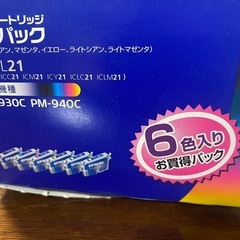 ートリッジ
パック
アン、マゼンタ、イエロー、ライトシアン、ライトマゼンタ)
L21
ICC21 ICM21 ICY21 ICLC21 ICLM21)
機種
930C PM-940C
6色入り
お買得パック